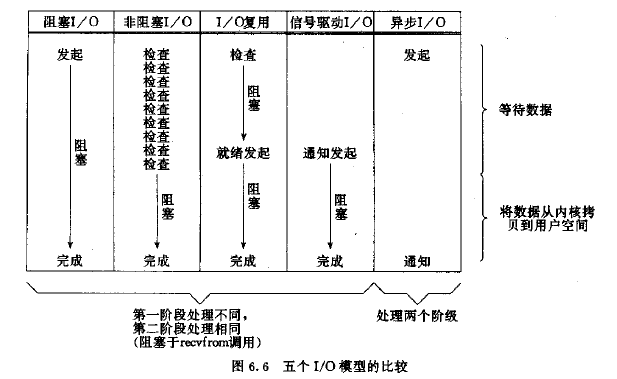 阻塞I/O 非阻塞I/O I/O复用 信号驱动I/O 异步I/O
发起 检查 检查 发起
检查
检查
检查
检查
检查
检查
检查
检查
阻塞
阻塞
等待数据
就绪发起 通知发起
阻塞
阻塞
阻塞
将数据从内核拷
贝到用户空间
完成 完成 完成 完成 通知
第一阶段处理不同，
第二阶段处理相同
（阻塞于recvfrom调用）
处理两个阶级
图 6.6 五个 I/O 模型的比较